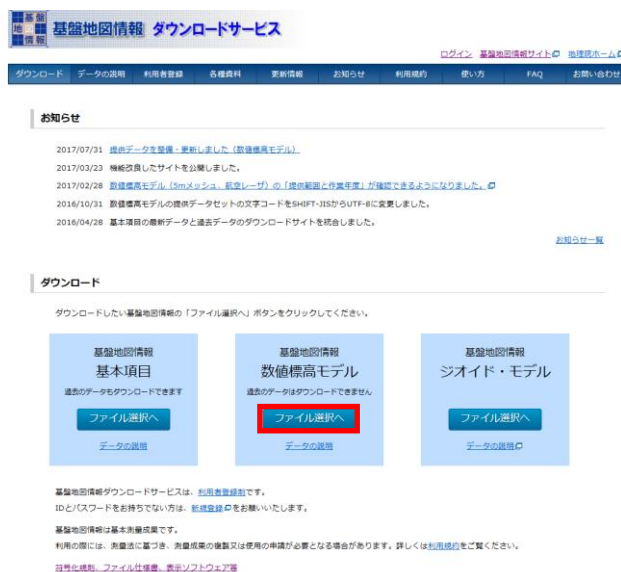 基盤
地図
情報
基盤地図情報 ダウンロードサービス
ログイン 基盤地図情報サイト 地理院ホーム
ダウンロード データの説明 利用者登録 各種資料 更新情報 お知らせ 利用規約 使い方 FAQ お問い合わせ
お知らせ
2017/07/31 提供データを整備・更新しました（数値標高モデル）
2017/03/23 機能改良したサイトを公開しました。
2017/02/28 数値標高モデル（5mメッシュ、航空レーザ）の「提供範囲と作業年度」が確認できるようになりました。
2016/10/31 数値標高モデルの提供データセットの文字コードをSHIFT-JISからUTF-8に変更しました。
2016/04/28 基本項目の最新データと過去データのダウンロードサイトを統合しました。
お知らせ一覧
ダウンロード
ダウンロードしたい基盤地図情報の「ファイル選択へ」ボタンをクリックしてください。
基盤地図情報 基盤地図情報 基盤地図情報
基本項目 数値標高モデル ジオイド・モデル
過去のデータもダウンロードできます 過去のデータはダウンロードできません
ファイル選択へ ファイル選択へ ファイル選択へ
データの説明 データの説明 データの説明
基盤地図情報ダウンロードサービスは、利用者登録制です。
IDとパスワードをお持ちでない方は、新規登録をお願いいたします。
基盤地図情報は基本測量成果です。
利用の際には、測量法に基づき、測量成果の複製又は使用の申請が必要となる場合があります。詳しくは利用規約をご覧ください。
符号化規則、ファイル仕様書、表示ソフトウェア等